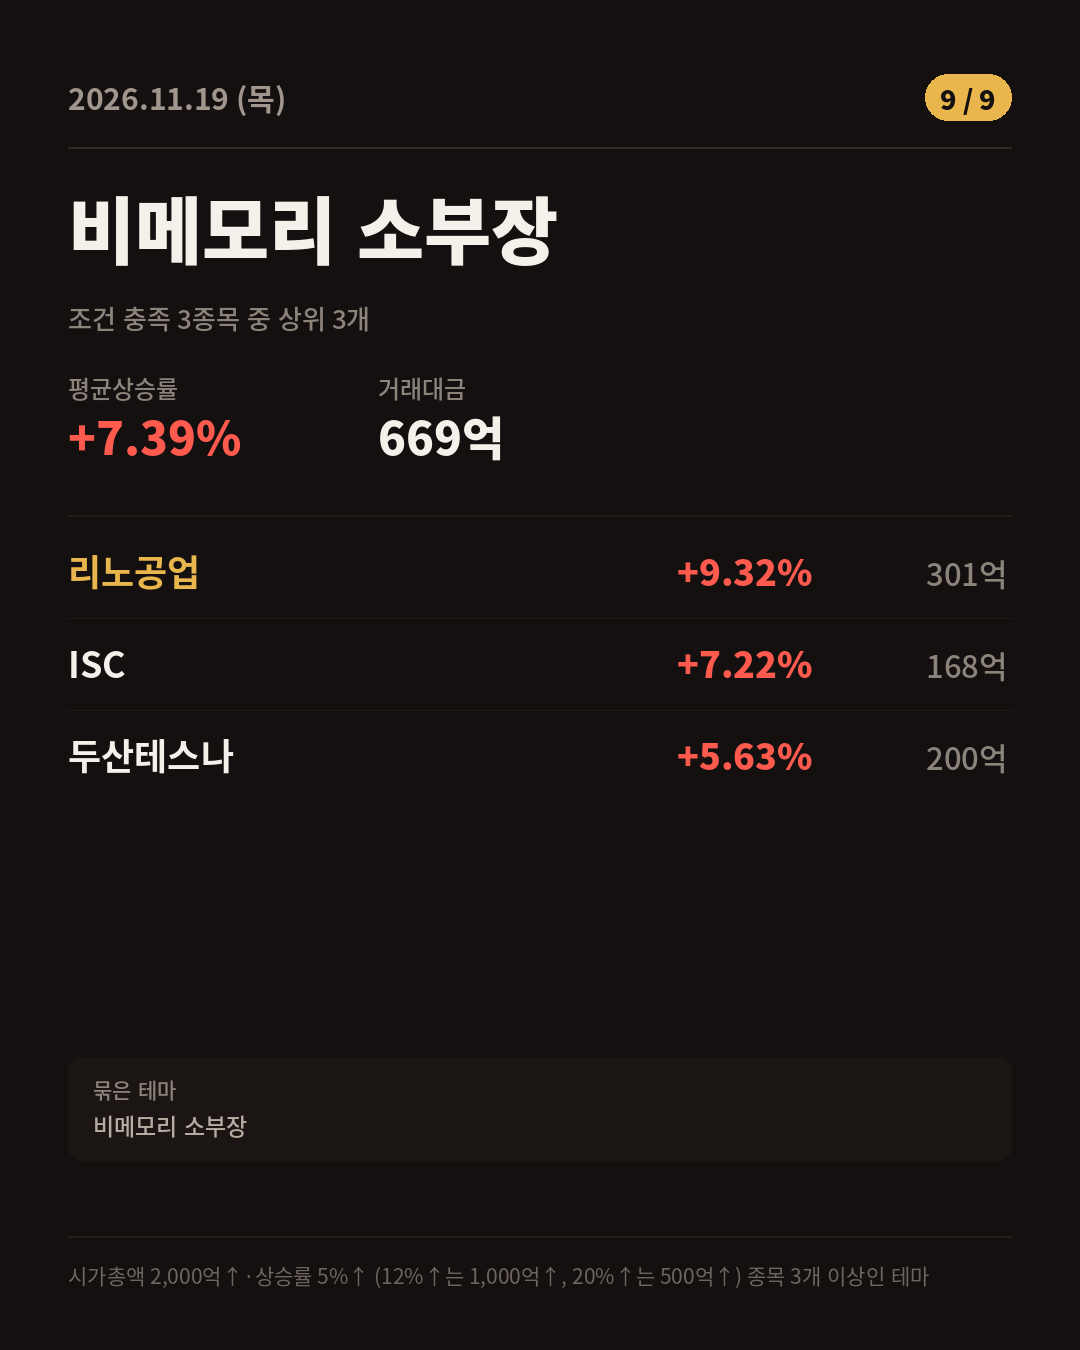 2026.11.19 (목)
9 / 9
비메모리 소부장
조건 충족 3종목 중 상위 3개
평균상승률 거래대금
+7.39% 669억
리노공업 +9.32% 301억
ISC +7.22% 168억
두산테스나 +5.63% 200억
묶은 테마
비메모리 소부장
시가총액 2,000억↑ · 상승률 5%↑ (12%↑는 1,000억↑, 20%↑는 500억↑) 종목 3개 이상인 테마